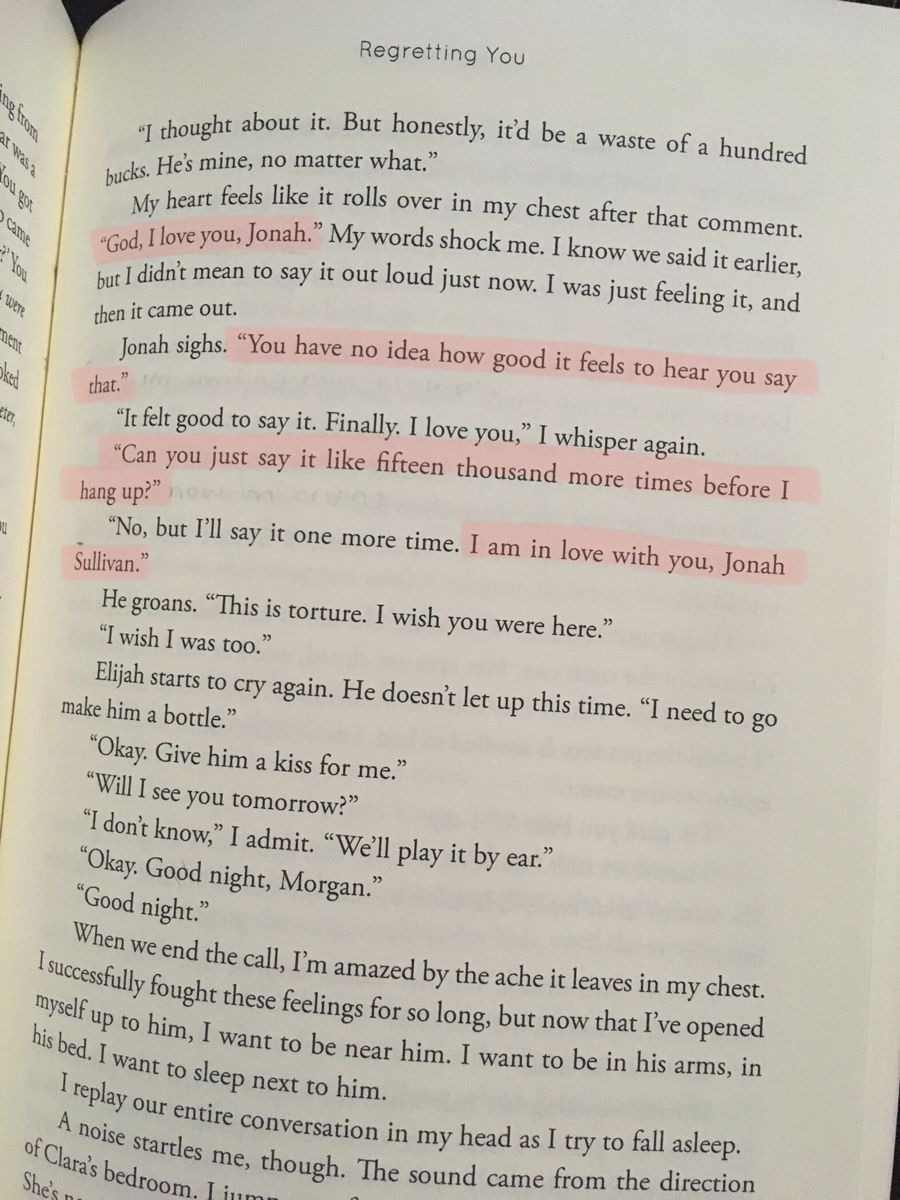 Regretting You
"I thought about it. But honestly, it'd be a waste of a hundred
bucks. He's mine, no matter what."
My heart feels like it rolls over in my chest after that comment.
"God, I love you, Jonah." My words shock me. I know we said it earlier,
but I didn't mean to say it out loud just now. I was just feeling it, and
then it came out.
Jonah sighs. "You have no idea how good it feels to hear you say
that."
"It felt good to say it. Finally. I love you," I whisper again.
"Can you just say it like fifteen thousand more times before I
hang up?"
"No, but I'll say it one more time. I am in love with you, Jonah
Sullivan."
He groans. "This is torture. I wish you were here."
"I wish I was too."
Elijah starts to cry again. He doesn't let up this time. "I need to go
make him a bottle."
"Okay. Give him a kiss for me."
"Will I see you tomorrow?"
"I don't know," I admit. "We'll play it by ear."
"Okay. Good night, Morgan."
"Good night."
When we end the call, I'm amazed by the ache it leaves in my chest.
I successfully fought these feelings for so long, but now that I've opened
myself up to him, I want to be near him. I want to be in his arms, in
his bed. I want to sleep next to him.
I replay our entire conversation in my head as I try to fall asleep.
A noise startles me, though. The sound came from the direction
of Clara's bedroom. I
She's